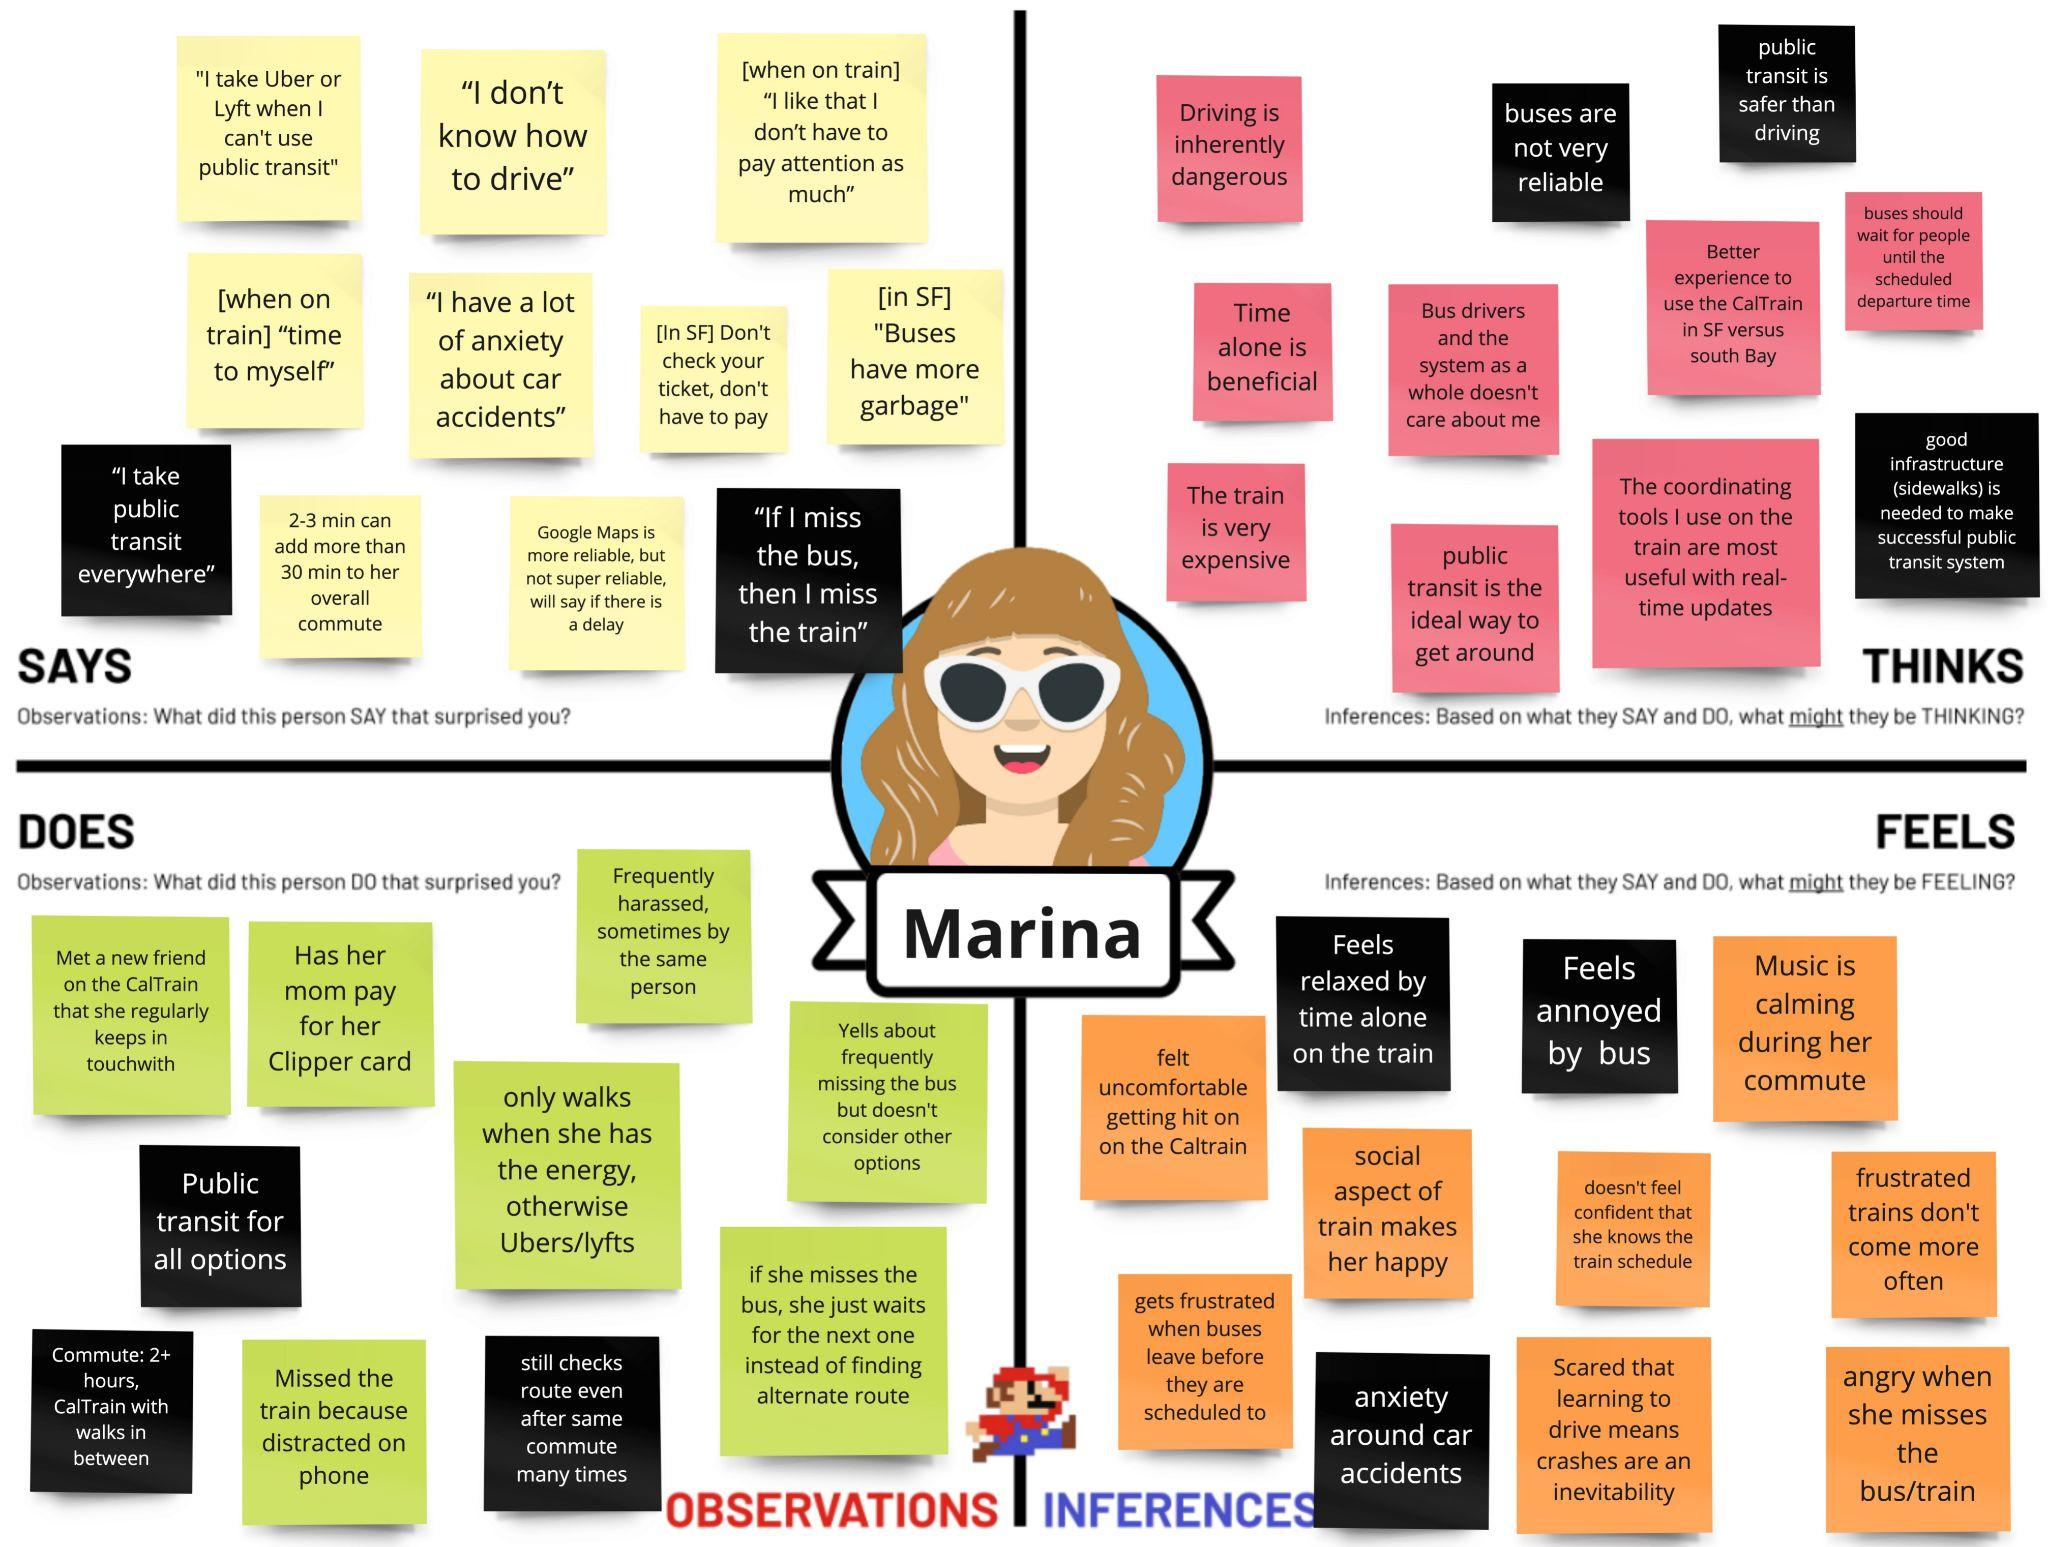 "I take Uber or
Lyft when I
can't use
public transit"
“I don’t
know how
to drive”
[when on train]
“I like that I
don’t have to
pay attention as
much”
[when on
train] “time
to myself”
“I have a lot
of anxiety
about car
accidents”
[In SF] Don't
check your
ticket, don't
have to pay
[in SF]
"Buses
have more
garbage"
“I take
public
transit
everywhere”
2-3 min can
add more than
30 min to her
overall
commute
Google Maps is
more reliable, but
not super reliable,
will say if there is
a delay
“If I miss
the bus,
then I miss
the train”
SAYS
Observations: What did this person SAY that surprised you?
Driving is
inherently
dangerous
buses are
not very
reliable
public
transit is
safer than
driving
Time
alone is
beneficial
Bus drivers
and the
system as a
whole doesn't
care about me
Better
experience to
use the CalTrain
in SF versus
south Bay
buses should
wait for people
until the
scheduled
departure time
The train
is very
expensive
public
transit is the
ideal way to
get around
The coordinating
tools I use on the
train are most
useful with real-
time updates
good
infrastructure
(sidewalks) is
needed to make
successful public
transit system
THINKS
Inferences: Based on what they SAY and DO, what might they be THINKING?
Marina
DOES
Observations: What did this person DO that surprised you?
Frequently
harassed,
sometimes by
the same
person
Met a new friend
on the CalTrain
that she regularly
keeps in
touchwith
Has her
mom pay
for her
Clipper card
only walks
when she has
the energy,
otherwise
Ubers/lyfts
Yells about
frequently
missing the bus
but doesn't
consider other
options
Public
transit for
all options
if she misses the
bus, she just waits
for the next one
instead of finding
alternate route
Commute: 2+
hours,
CalTrain with
walks in
between
Missed the
train because
distracted on
phone
still checks
route even
after same
commute
many times
OBSERVATIONS
FEELS
Inferences: Based on what they SAY and DO, what might they be FEELING?
Feels
relaxed by
time alone
on the train
Feels
annoyed
by bus
Music is
calming
during her
commute
felt
uncomfortable
getting hit on
on the Caltrain
social
aspect of
train makes
her happy
doesn't feel
confident that
she knows the
train schedule
frustrated
trains don't
come more
often
gets frustrated
when buses
leave before
they are
scheduled to
anxiety
around car
accidents
Scared that
learning to
drive means
crashes are an
inevitability
angry when
she misses
the
bus/train
INFERENCES